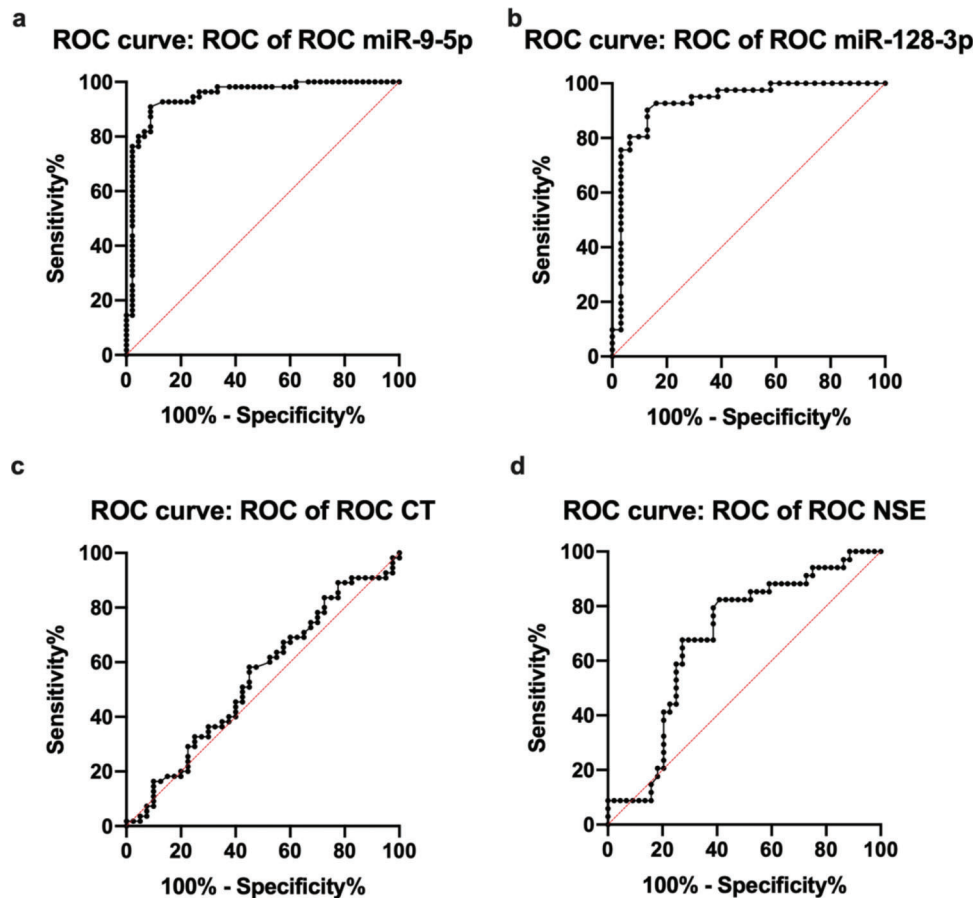 a
ROC curve: ROC of ROC miR-9-5p
100
80
60
40
20
0
Sensitivity%
0 20 40 60 80 100
100% - Specificity%
b
ROC curve: ROC of ROC miR-128-3p
100
80
60
40
20
0
Sensitivity%
0 20 40 60 80 100
100% - Specificity%
c
ROC curve: ROC of ROC CT
100
80
60
40
20
0
Sensitivity%
0 20 40 60 80 100
100% - Specificity%
d
ROC curve: ROC of ROC NSE
100
80
60
40
20
0
Sensitivity%
0 20 40 60 80 100
100% - Specificity%